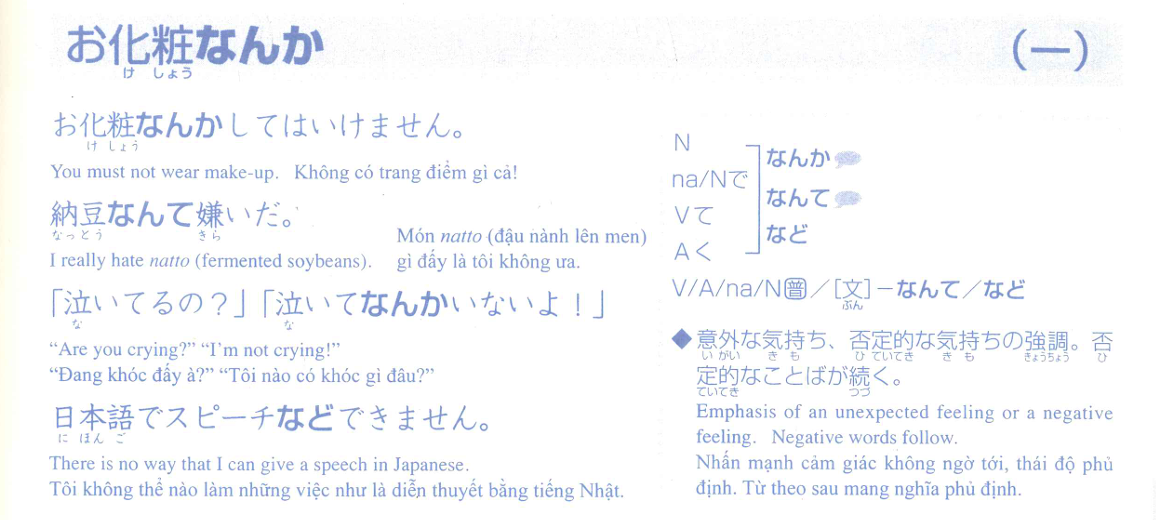 お化粧なんか
け しょう
(一)
お化粧なんかしてはいけません。
け しょう
You must not wear make-up. Không có trang điểm gì cả!
納豆なんて嫌いだ。
なっとう きら
I really hate natto (fermented soybeans).
Món natto (đậu nành lên men)
gì đấy là tôi không ưa.
「泣いてるの？」「泣いてなんかいないよ！」
な な
“Are you crying?” “I’m not crying!”
“Đang khóc đấy à?” “Tôi nào có khóc gì đâu?”
日本語でスピーチなどできません。
に ほん ご
There is no way that I can give a speech in Japanese.
Tôi không thể nào làm những việc như là diễn thuyết bằng tiếng Nhật.
N
na/Nで
Vて
Aく
なんか
なんて
など
V/A/na/N普／[文]－なんて／など
ぶん
◆意外な気持ち、否定的な気持ちの強調。否
い がい き も ひ ていてき き も きょうちょう ひ
定的なことばが続く。
ていてき つづ
Emphasis of an unexpected feeling or a negative
feeling. Negative words follow.
Nhấn mạnh cảm giác không ngờ tới, thái độ phủ
định. Từ theo sau mang nghĩa phủ định.